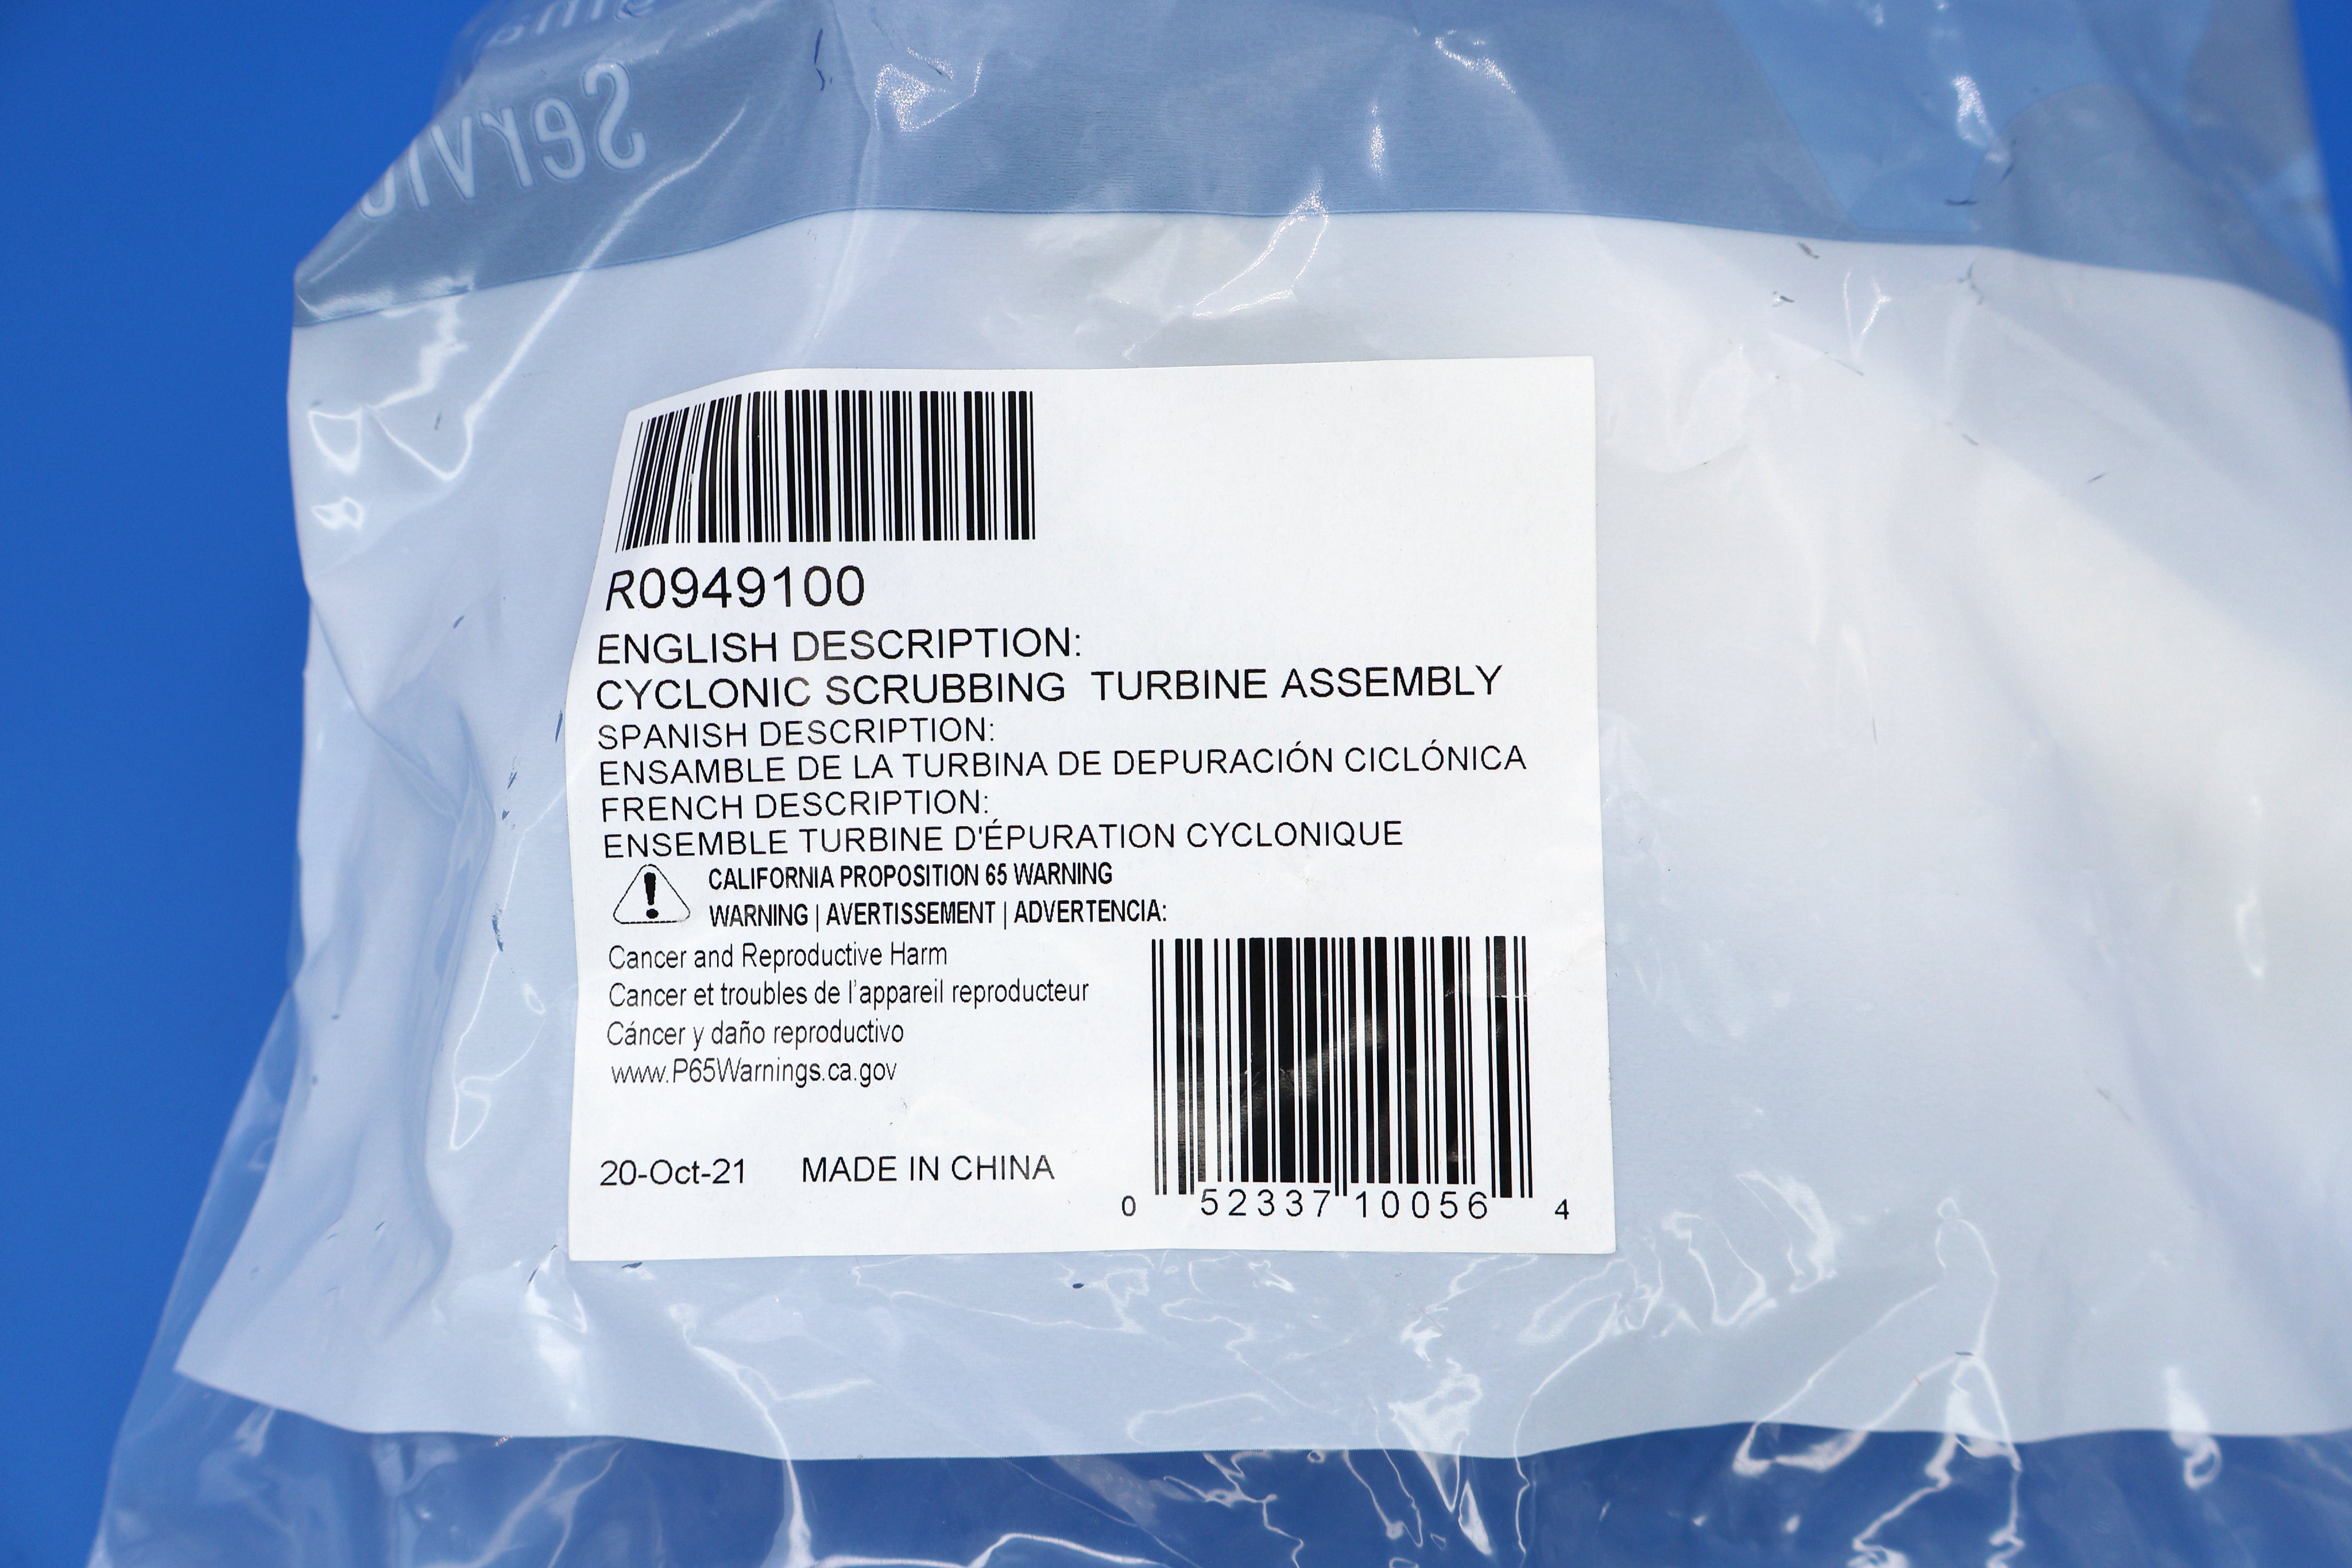 Servic
R0949100
ENGLISH DESCRIPTION:
CYCLONIC SCRUBBING TURBINE ASSEMBLY
SPANISH DESCRIPTION:
ENSAMBLE DE LA TURBINA DE DEPURACIÓN CICLÓNICA
FRENCH DESCRIPTION:
ENSEMBLE TURBINE D'ÉPURATION CYCLONIQUE
CALIFORNIA PROPOSITION 65 WARNING
WARNING | AVERTISSEMENT | ADVERTENCIA:
Cancer and Reproductive Harm
Cancer et troubles de l'appareil reproducteur
Cáncer y daño reproductivo
www.P65Warnings.ca.gov
20-Oct-21 MADE IN CHINA
0 52337 10056 4